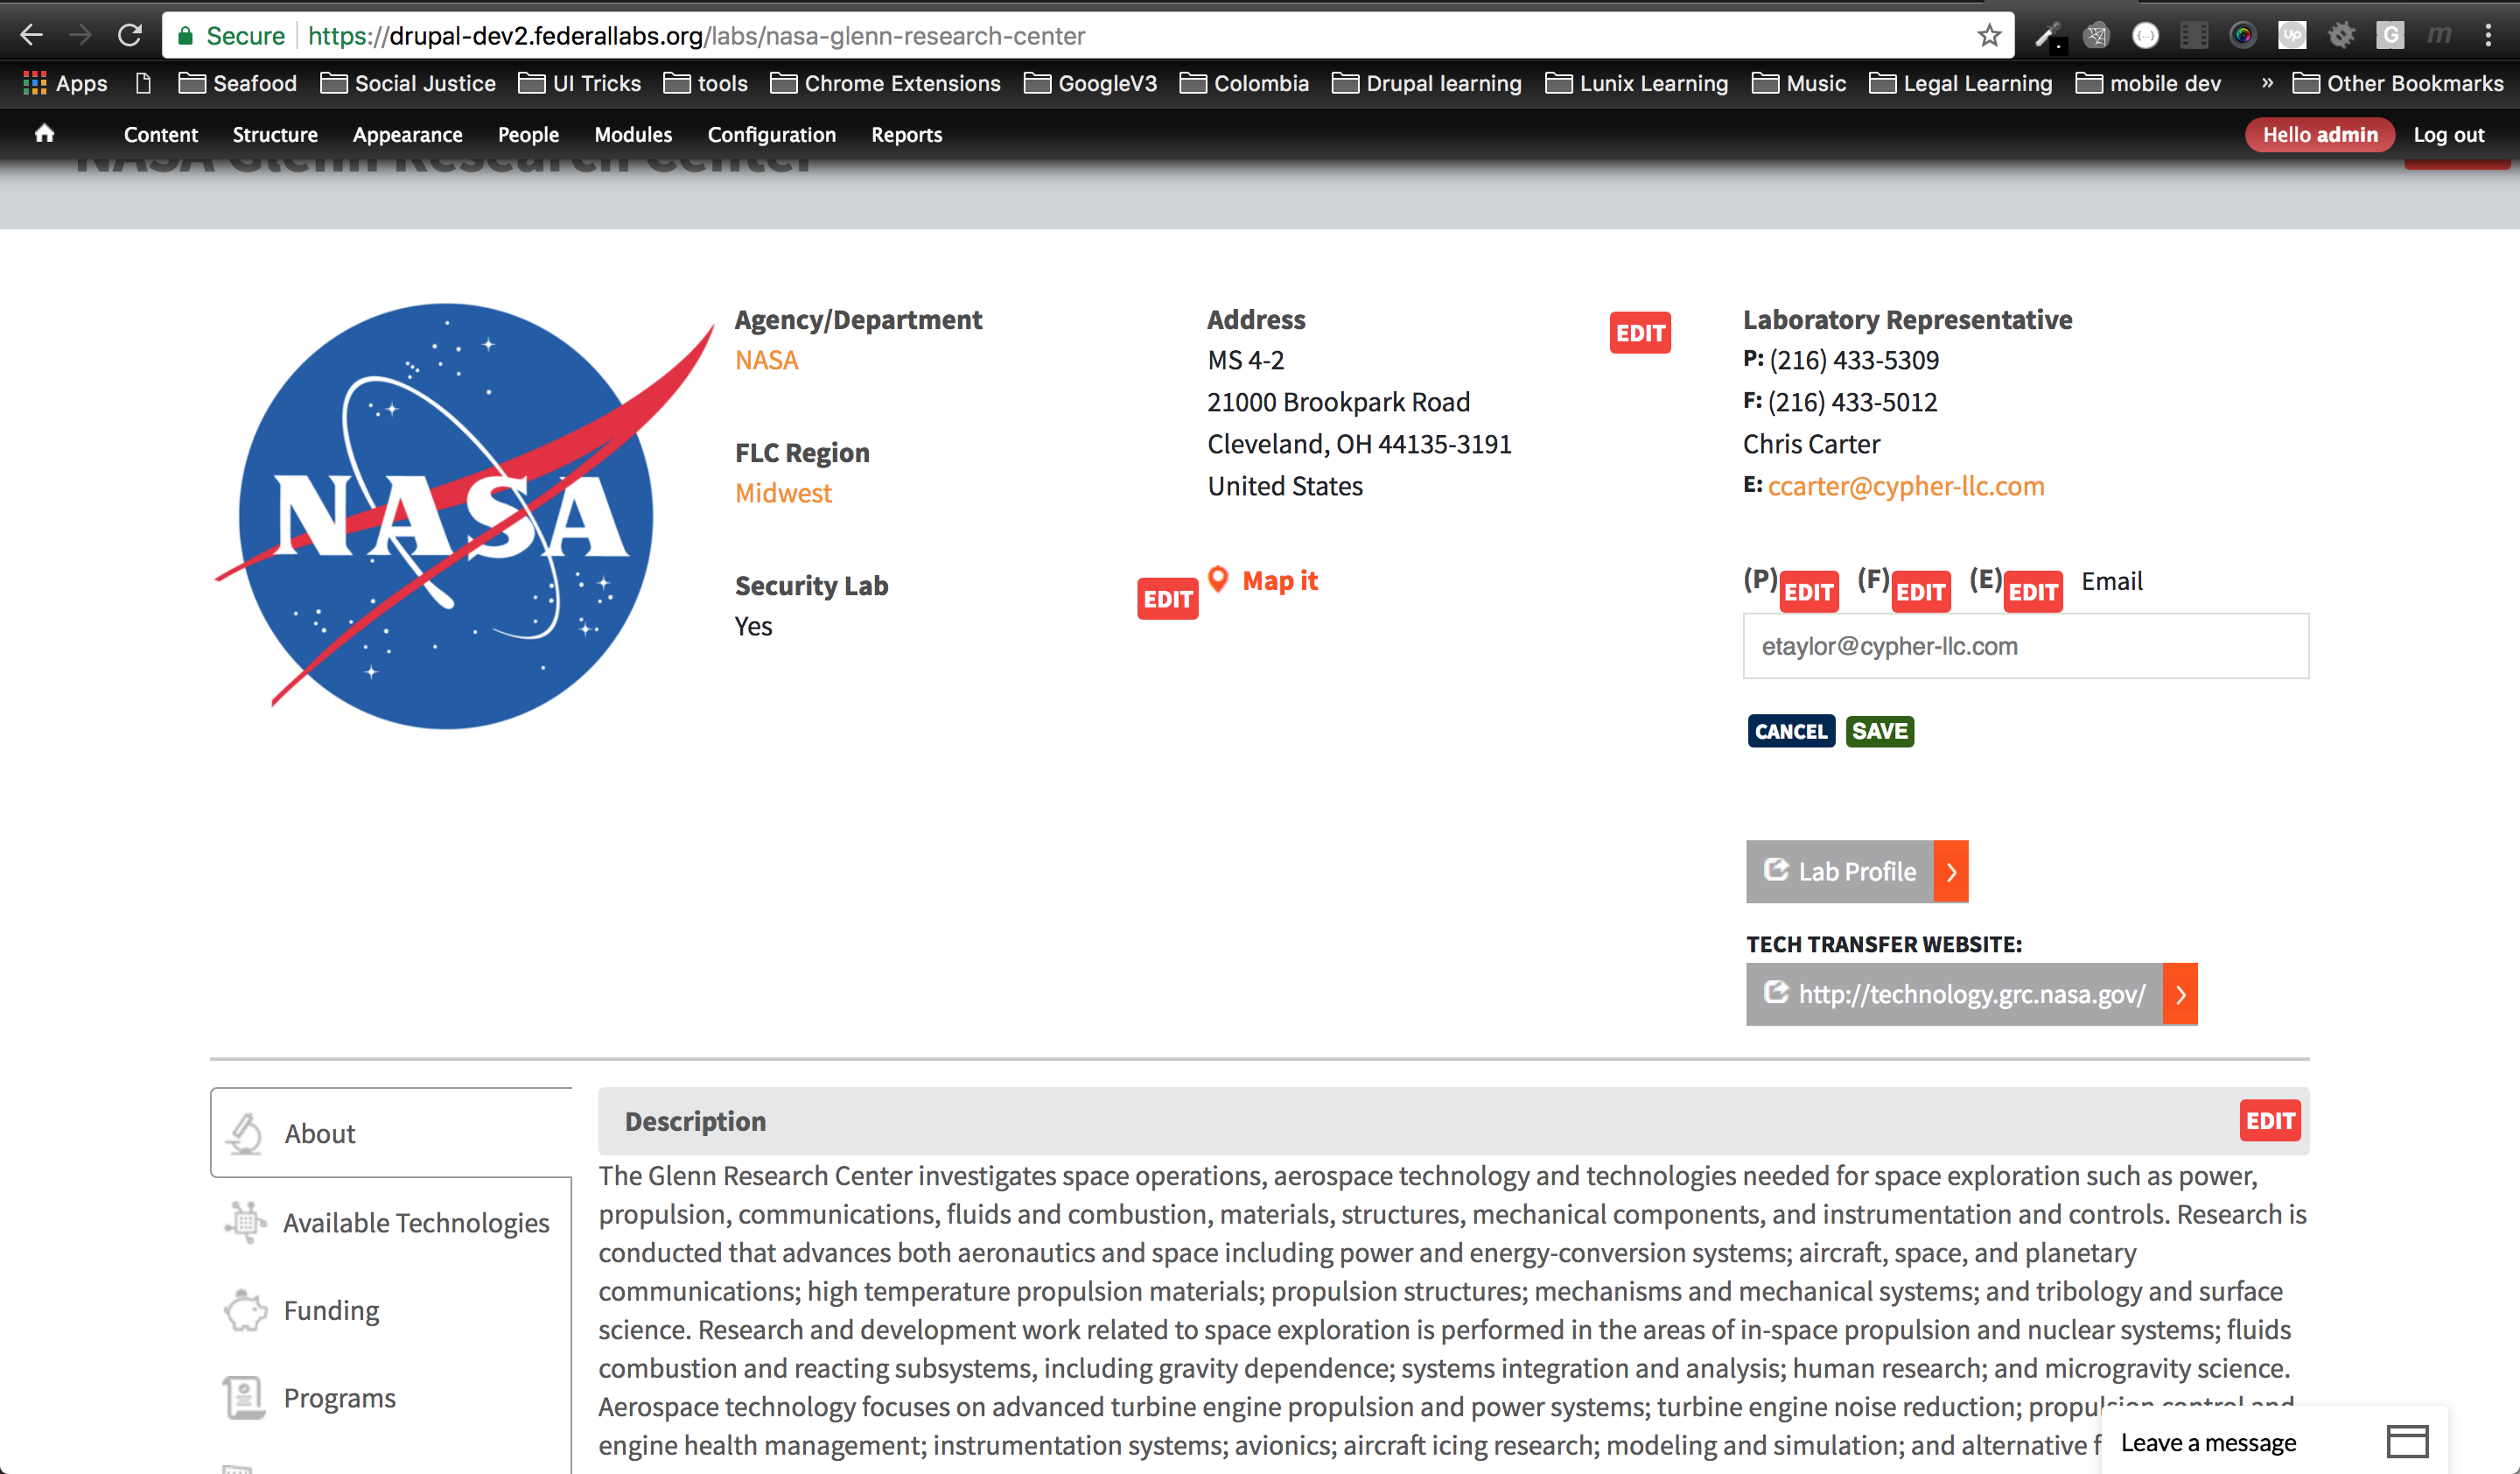 Secure https://drupal-dev2.federallabs.org/labs/nasa-glenn-research-center
Apps Seafood Social Justice UI Tricks tools Chrome Extensions GoogleV3 Colombia Drupal learning Lunix Learning Music Legal Learning mobile dev » Other Bookmarks
Content Structure Appearance People Modules Configuration Reports Hello admin Log out
NASA Glenn Research Center
NASA
Agency/Department
NASA
FLC Region
Midwest
Security Lab
Yes
EDIT
Address
MS 4-2
21000 Brookpark Road
Cleveland, OH 44135-3191
United States
Map it
EDIT
Laboratory Representative
P: (216) 433-5309
F: (216) 433-5012
Chris Carter
E: ccarter@cypher-llc.com
(P) EDIT (F) EDIT (E) EDIT Email
etaylor@cypher-llc.com
CANCEL SAVE
Lab Profile
TECH TRANSFER WEBSITE:
http://technology.grc.nasa.gov/
About
Available Technologies
Funding
Programs
Description EDIT
The Glenn Research Center investigates space operations, aerospace technology and technologies needed for space exploration such as power,
propulsion, communications, fluids and combustion, materials, structures, mechanical components, and instrumentation and controls. Research is
conducted that advances both aeronautics and space including power and energy-conversion systems; aircraft, space, and planetary
communications; high temperature propulsion materials; propulsion structures; mechanisms and mechanical systems; and tribology and surface
science. Research and development work related to space exploration is performed in the areas of in-space propulsion and nuclear systems; fluids
combustion and reacting subsystems, including gravity dependence; systems integration and analysis; human research; and microgravity science.
Aerospace technology focuses on advanced turbine engine propulsion and power systems; turbine engine noise reduction; propulsion control and
engine health management; instrumentation systems; avionics; aircraft icing research; modeling and simulation; and alternative f
Leave a message